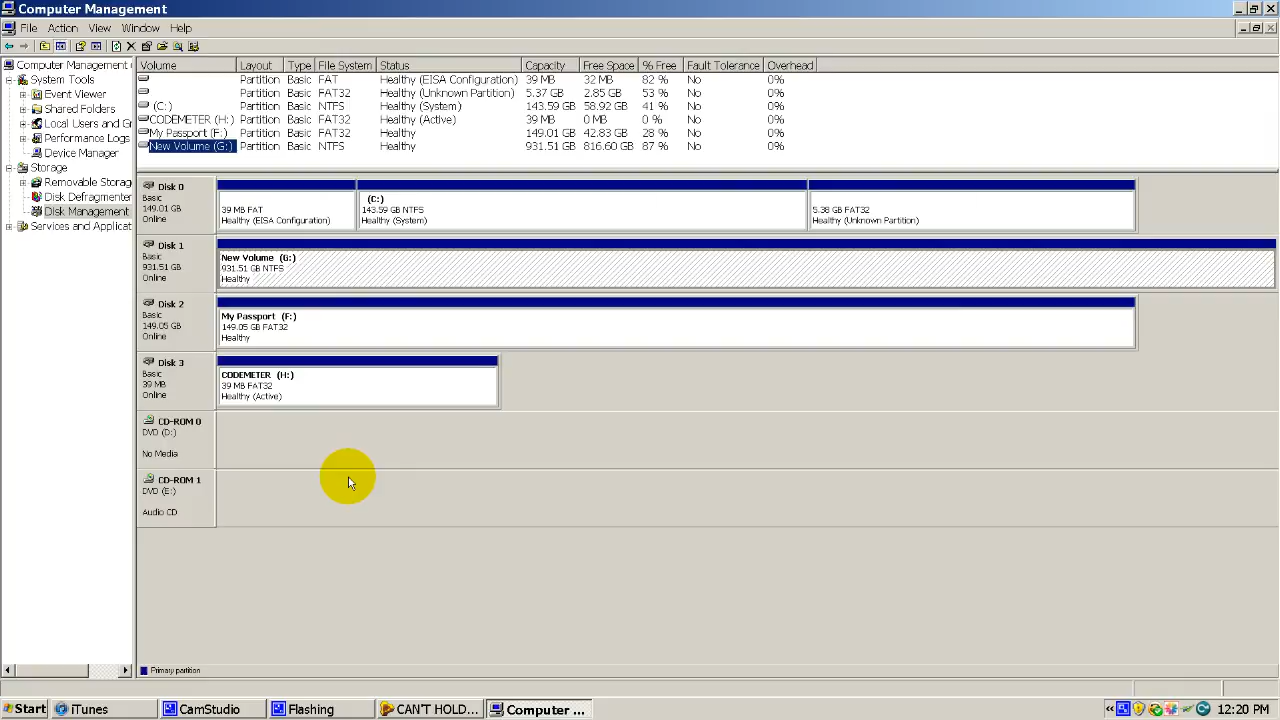 Computer Management
File Action View Window Help
Computer Management (
System Tools
Event Viewer
Shared Folders
Local Users and Gr
Performance Logs
Device Manager
Storage
Removable Storag
Disk Defragmenter
Disk Management
Services and Applicat
Volume Layout Type File System Status Capacity Free Space % Free Fault Tolerance Overhead
Partition Basic FAT Healthy (EISA Configuration) 39 MB 32 MB 82 % No 0%
Partition Basic FAT32 Healthy (Unknown Partition) 5.37 GB 2.85 GB 53 % No 0%
(C:) Partition Basic NTFS Healthy (System) 143.59 GB 58.92 GB 41 % No 0%
CODEMETER (H:) Partition Basic FAT32 Healthy (Active) 39 MB 0 MB 0 % No 0%
My Passport (F:) Partition Basic FAT32 Healthy 149.01 GB 42.83 GB 28 % No 0%
New Volume (G:) Partition Basic NTFS Healthy 931.51 GB 816.60 GB 87 % No 0%
Disk 0
Basic
149.01 GB
Online
39 MB FAT
Healthy (EISA Configuration)
(C:)
143.59 GB NTFS
Healthy (System)
5.38 GB FAT32
Healthy (Unknown Partition)
Disk 1
Basic
931.51 GB
Online
New Volume (G:)
931.51 GB NTFS
Healthy
Disk 2
Basic
149.05 GB
Online
My Passport (F:)
149.05 GB FAT32
Healthy
Disk 3
Basic
39 MB
Online
CODEMETER (H:)
39 MB FAT32
Healthy (Active)
CD-ROM 0
DVD (D:)
No Media
CD-ROM 1
DVD (E:)
Audio CD
Primary partition
Start iTunes CamStudio Flashing CAN'T HOLD... Computer ... 12:20 PM